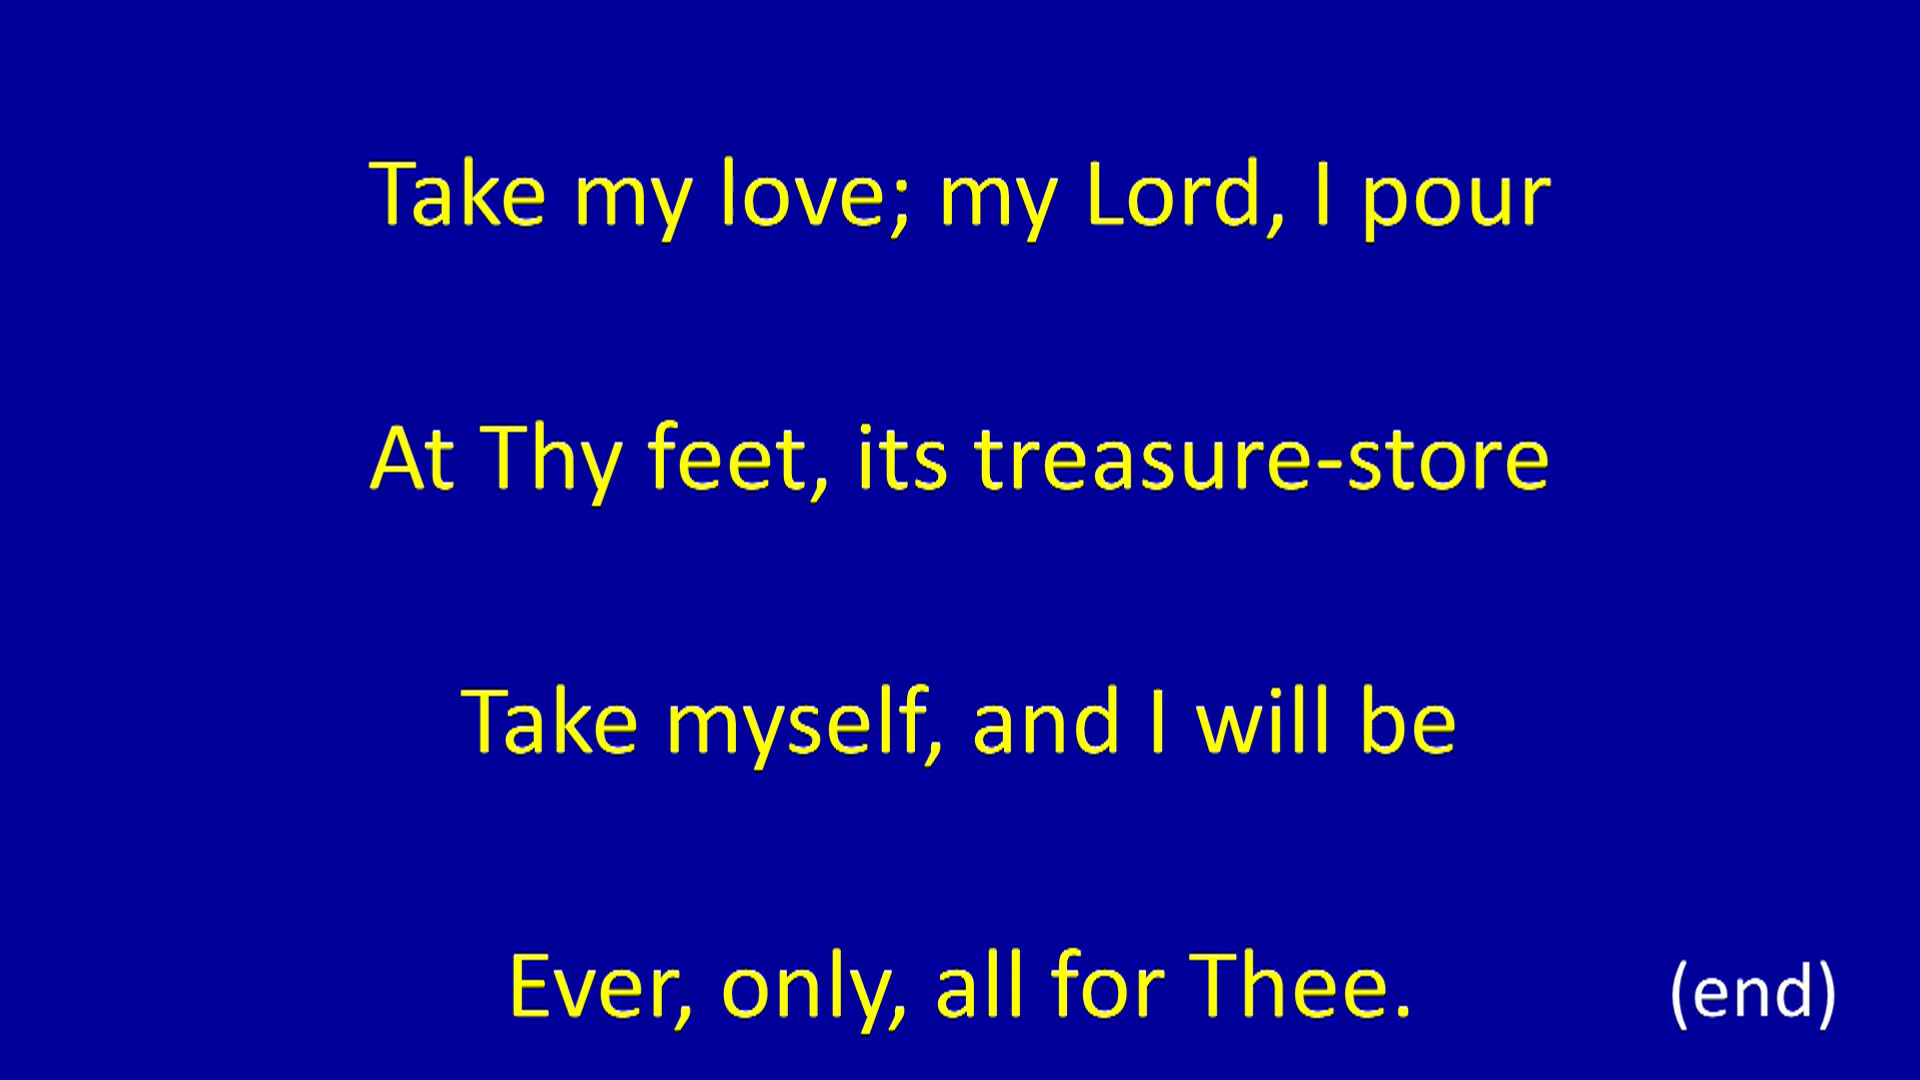 Take my love; my Lord, I pour
At Thy feet, its treasure-store
Take myself, and I will be
Ever, only, all for Thee.
(end)